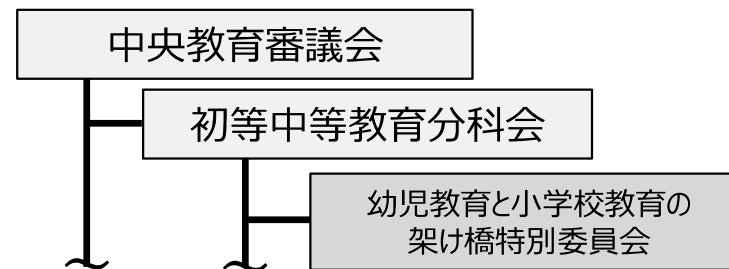 中央教育審議会
初等中等教育分科会
幼児教育と小学校教育の
架け橋特別委員会